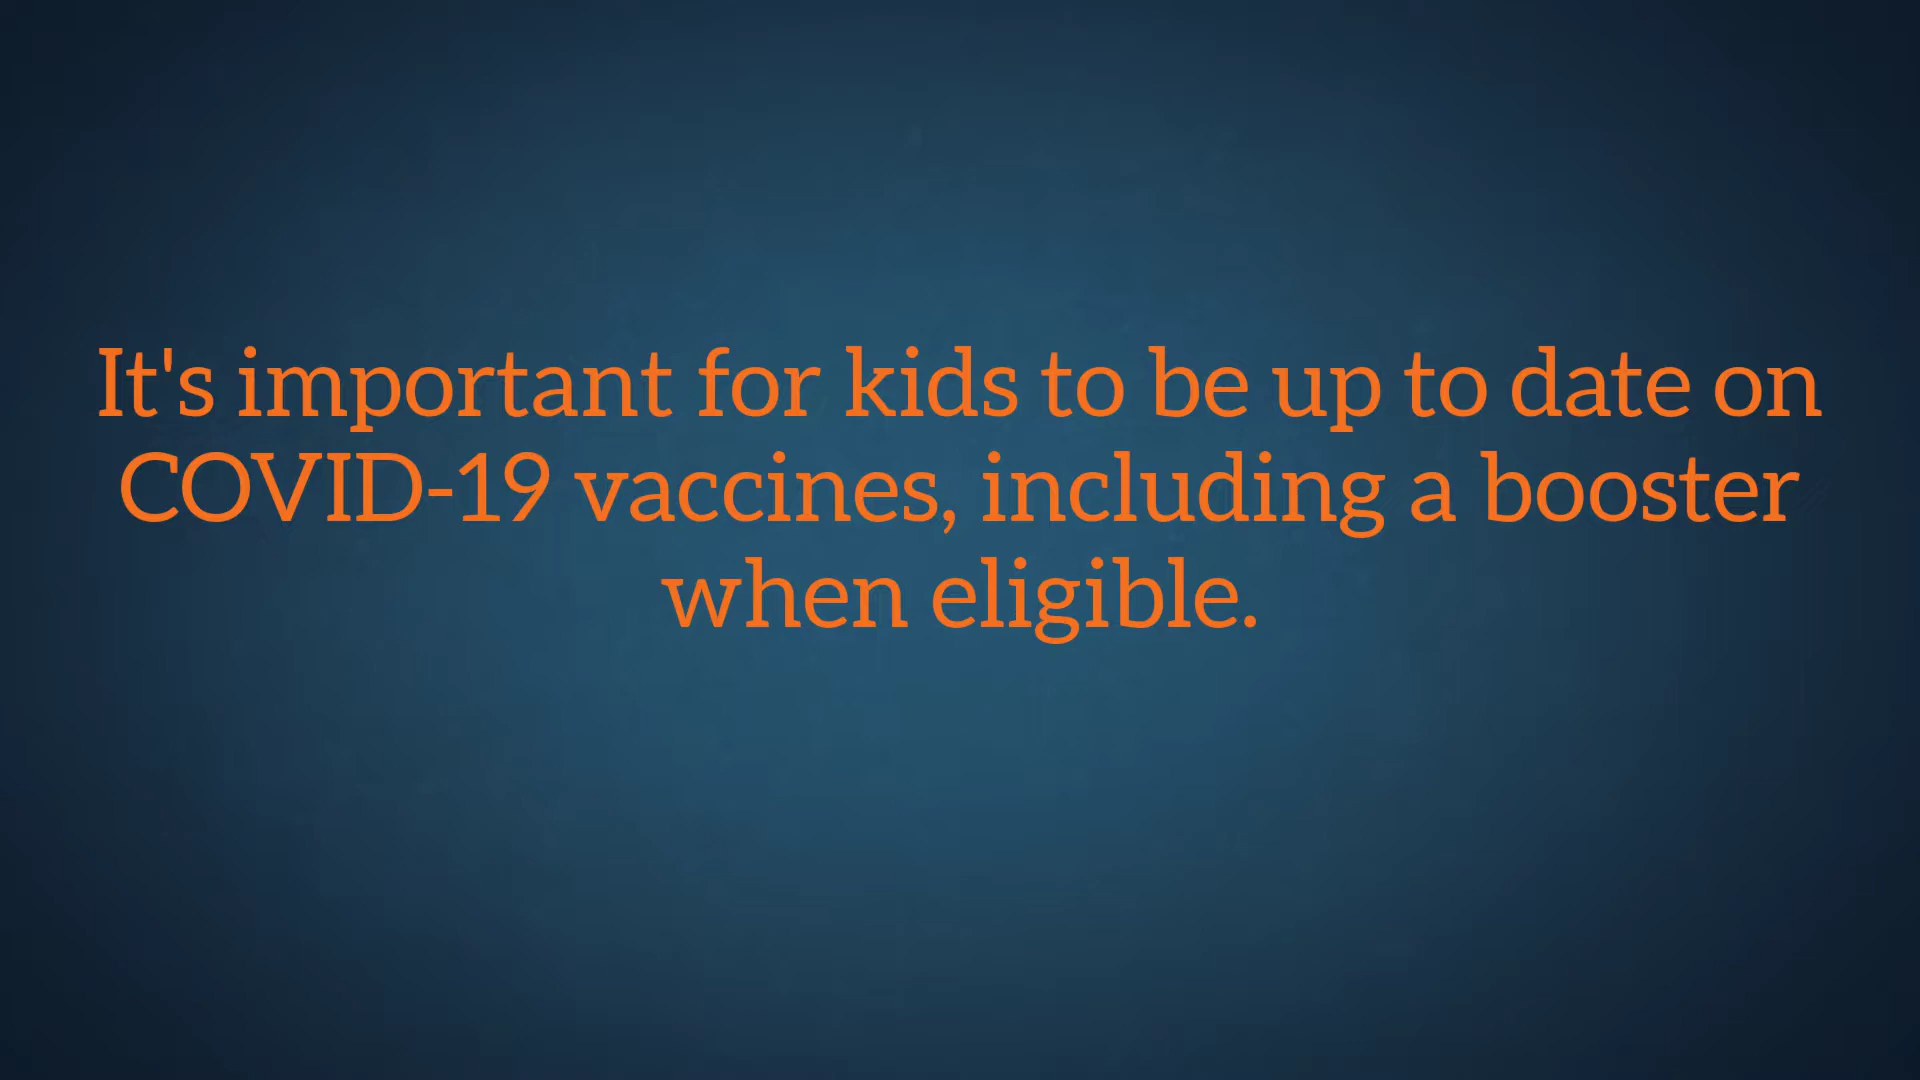 It's important for kids to be up to date on
COVID-19 vaccines, including a booster
when eligible.